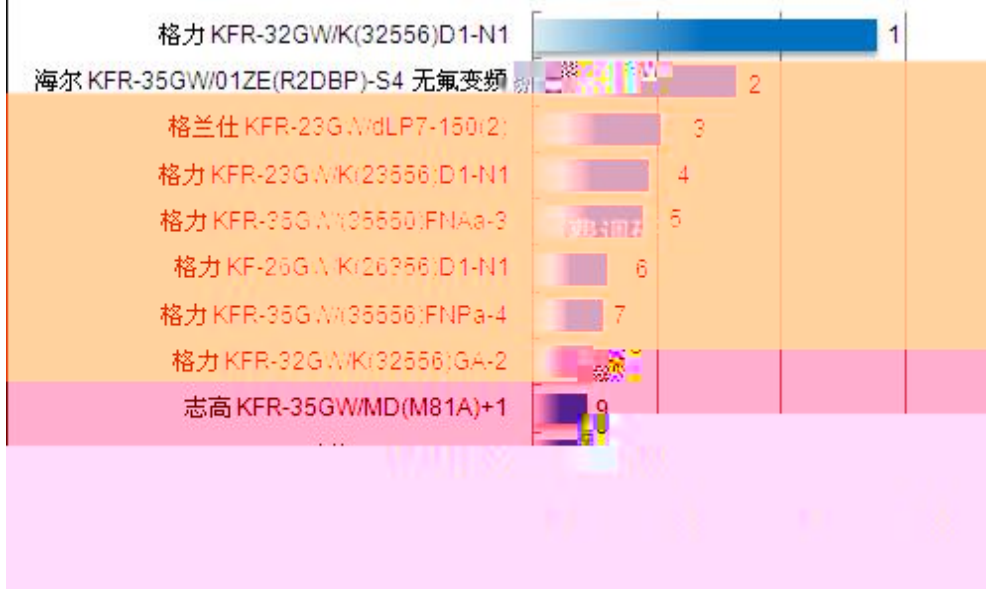 格力 KFR-32GW/K(32556)D1-N1 1
海尔 KFR-35GW/01ZE(R2DBP)-S4 无氟变频 2
格兰仕 KFR-23GW/dLP7-150(2) 3
格力 KFR-23GW/K(23556)D1-N1 4
格力 KFR-35GW/(35550)FNAa-3 5
格力 KF-26GW/K(26356)D1-N1 6
格力 KFR-35GW/(35556)FNPa-4 7
格力 KFR-32GW/K(32556)GA-2
志高 KFR-35GW/MD(M81A)+1 9